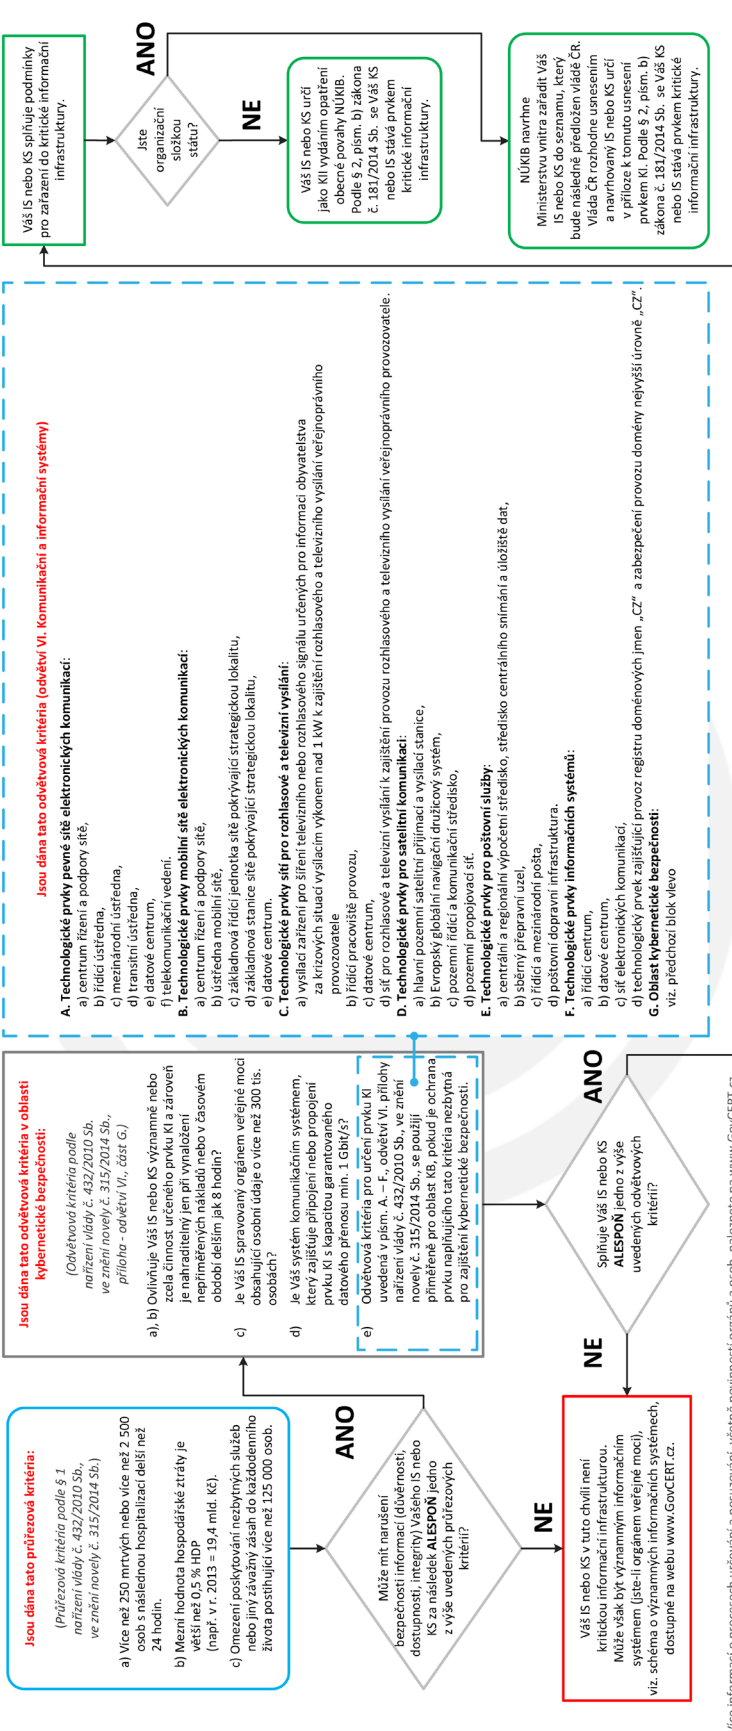 Jsou dána tato průřezová kritéria:
(Průřezová kritéria podle § 1
nařízení vlády č. 432/2010 Sb.,
ve znění novely č. 315/2014 Sb.)
a) Více než 250 mrtvých nebo více než 2 500
osob s následnou hospitalizací delší než
24 hodin.
b) Mezní hodnota hospodářské ztráty je
větší než 0,5 % HDP
(např. v r. 2013 = 19,4 mld. Kč).
c) Omezení poskytování nezbytných služeb
nebo jiný závažný zásah do každodenního
života postihující více než 125 000 osob.
Může mít narušení
bezpečnosti informací (důvěrnosti,
dostupnosti, integrity) Vašeho IS nebo
KS za následek ALESPOŇ jedno
z výše uvedených průřezových
kritérií?
ANO
NE
Váš IS nebo KS v tuto chvíli není
kritickou informační infrastrukturou.
Může však být významným informačním
systémem (jste-li orgánem veřejné moci),
viz. schéma o významných informačních systémech,
dostupné na webu www.GovCERT.cz.
Jsou dána tato odvětvová kritéria v oblasti
kybernetické bezpečnosti:
(Odvětvová kritéria podle
nařízení vlády č. 432/2010 Sb.
ve znění novely č. 315/2014 Sb.,
příloha - odvětví VI., část G.)
a), b) Ovlivňuje Váš IS nebo KS významně nebo
zcela činnost určeného prvku KI a zároveň
je nahraditelný jen při vynaložení
nepřiměřených nákladů nebo v časovém
období delším jak 8 hodin?
c) Je Váš IS spravovaný orgánem veřejné moci
obsahující osobní údaje o více než 300 tis.
osobách?
d) Je Váš systém komunikačním systémem,
který zajišťuje připojení nebo propojení
prvku KI s kapacitou garantovaného
datového přenosu min. 1 Gbit/s?
e) Odvětvová kritéria pro určení prvku KI
uvedená v písm. A. – F., odvětví VI. přílohy
nařízení vlády č. 432/2010 Sb., ve znění
novely č. 315/2014 Sb., se použijí
přiměřeně pro oblast KB, pokud je ochrana
prvku naplňujícího tato kritéria nezbytná
pro zajištění kybernetické bezpečnosti.
Splňuje Váš IS nebo KS
ALESPOŇ jedno z výše
uvedených odvětvových
kritérií?
NE
ANO
Jsou dána tato odvětvová kritéria (odvětví VI. Komunikační a informační systémy)
A. Technologické prvky pevné sítě elektronických komunikací:
a) centrum řízení a podpory sítě,
b) řídící ústředna,
c) mezinárodní ústředna,
d) transitní ústředna,
e) datové centrum,
f) telekomunikační vedení.
B. Technologické prvky mobilní sítě elektronických komunikací:
a) centrum řízení a podpory sítě,
b) ústředna mobilní sítě,
c) základnová řídící jednotka sítě pokrývající strategickou lokalitu,
d) základnová stanice sítě pokrývající strategickou lokalitu,
e) datové centrum.
C. Technologické prvky sítí pro rozhlasové a televizní vysílání:
a) vysílací zařízení pro šíření televizního nebo rozhlasového signálu určených pro informaci obyvatelstva
za krizových situací vysílacím výkonem nad 1 kW k zajištění rozhlasového a televizního vysílání veřejnoprávního
provozovatele
b) řídící pracoviště provozu,
c) datové centrum,
d) síť pro rozhlasové a televizní vysílání k zajištění provozu rozhlasového a televizního vysílání veřejnoprávního provozovatele.
D. Technologické prvky pro satelitní komunikaci:
a) hlavní pozemní satelitní přijímací a vysílací stanice,
b) Evropský globální navigační družicový systém,
c) pozemní řídící a komunikační středisko,
d) pozemní propojovací síť.
E. Technologické prvky pro poštovní služby:
a) centrální a regionální výpočetní středisko, středisko centrálního snímání a úložiště dat,
b) sběrný přepravní uzel,
c) řídící a mezinárodní pošta,
d) poštovní dopravní infrastruktura.
F. Technologické prvky informačních systémů:
a) řídící centrum,
b) datové centrum,
c) síť elektronických komunikací,
d) technologický prvek zajišťující provoz registru doménových jmen „CZ“ a zabezpečení provozu domény nejvyšší úrovně „CZ“.
G. Oblast kybernetické bezpečnosti:
viz. předchozí blok vlevo
Váš IS nebo KS splňuje podmínky
pro zařazení do kritické informační
infrastruktury.
Jste
organizační
složkou
státu?
ANO
NE
Váš IS nebo KS určí
jako KII vydáním opatření
obecné povahy NÚKIB.
Podle § 2, písm. b) zákona
č. 181/2014 Sb. se Váš KS
nebo IS stává prvkem
kritické informační
infrastruktury.
NÚKIB navrhne
Ministerstvu vnitra zařadit Váš
IS nebo KS do seznamu, který
bude následně předložen vládě ČR.
Vláda ČR rozhodne usnesením
a navrhovaný IS nebo KS určí
v příloze k tomuto usnesení
prvkem KI. Podle § 2, písm. b)
zákona č. 181/2014 Sb. se Váš KS
nebo IS stává prvkem kritické
informační infrastruktury.